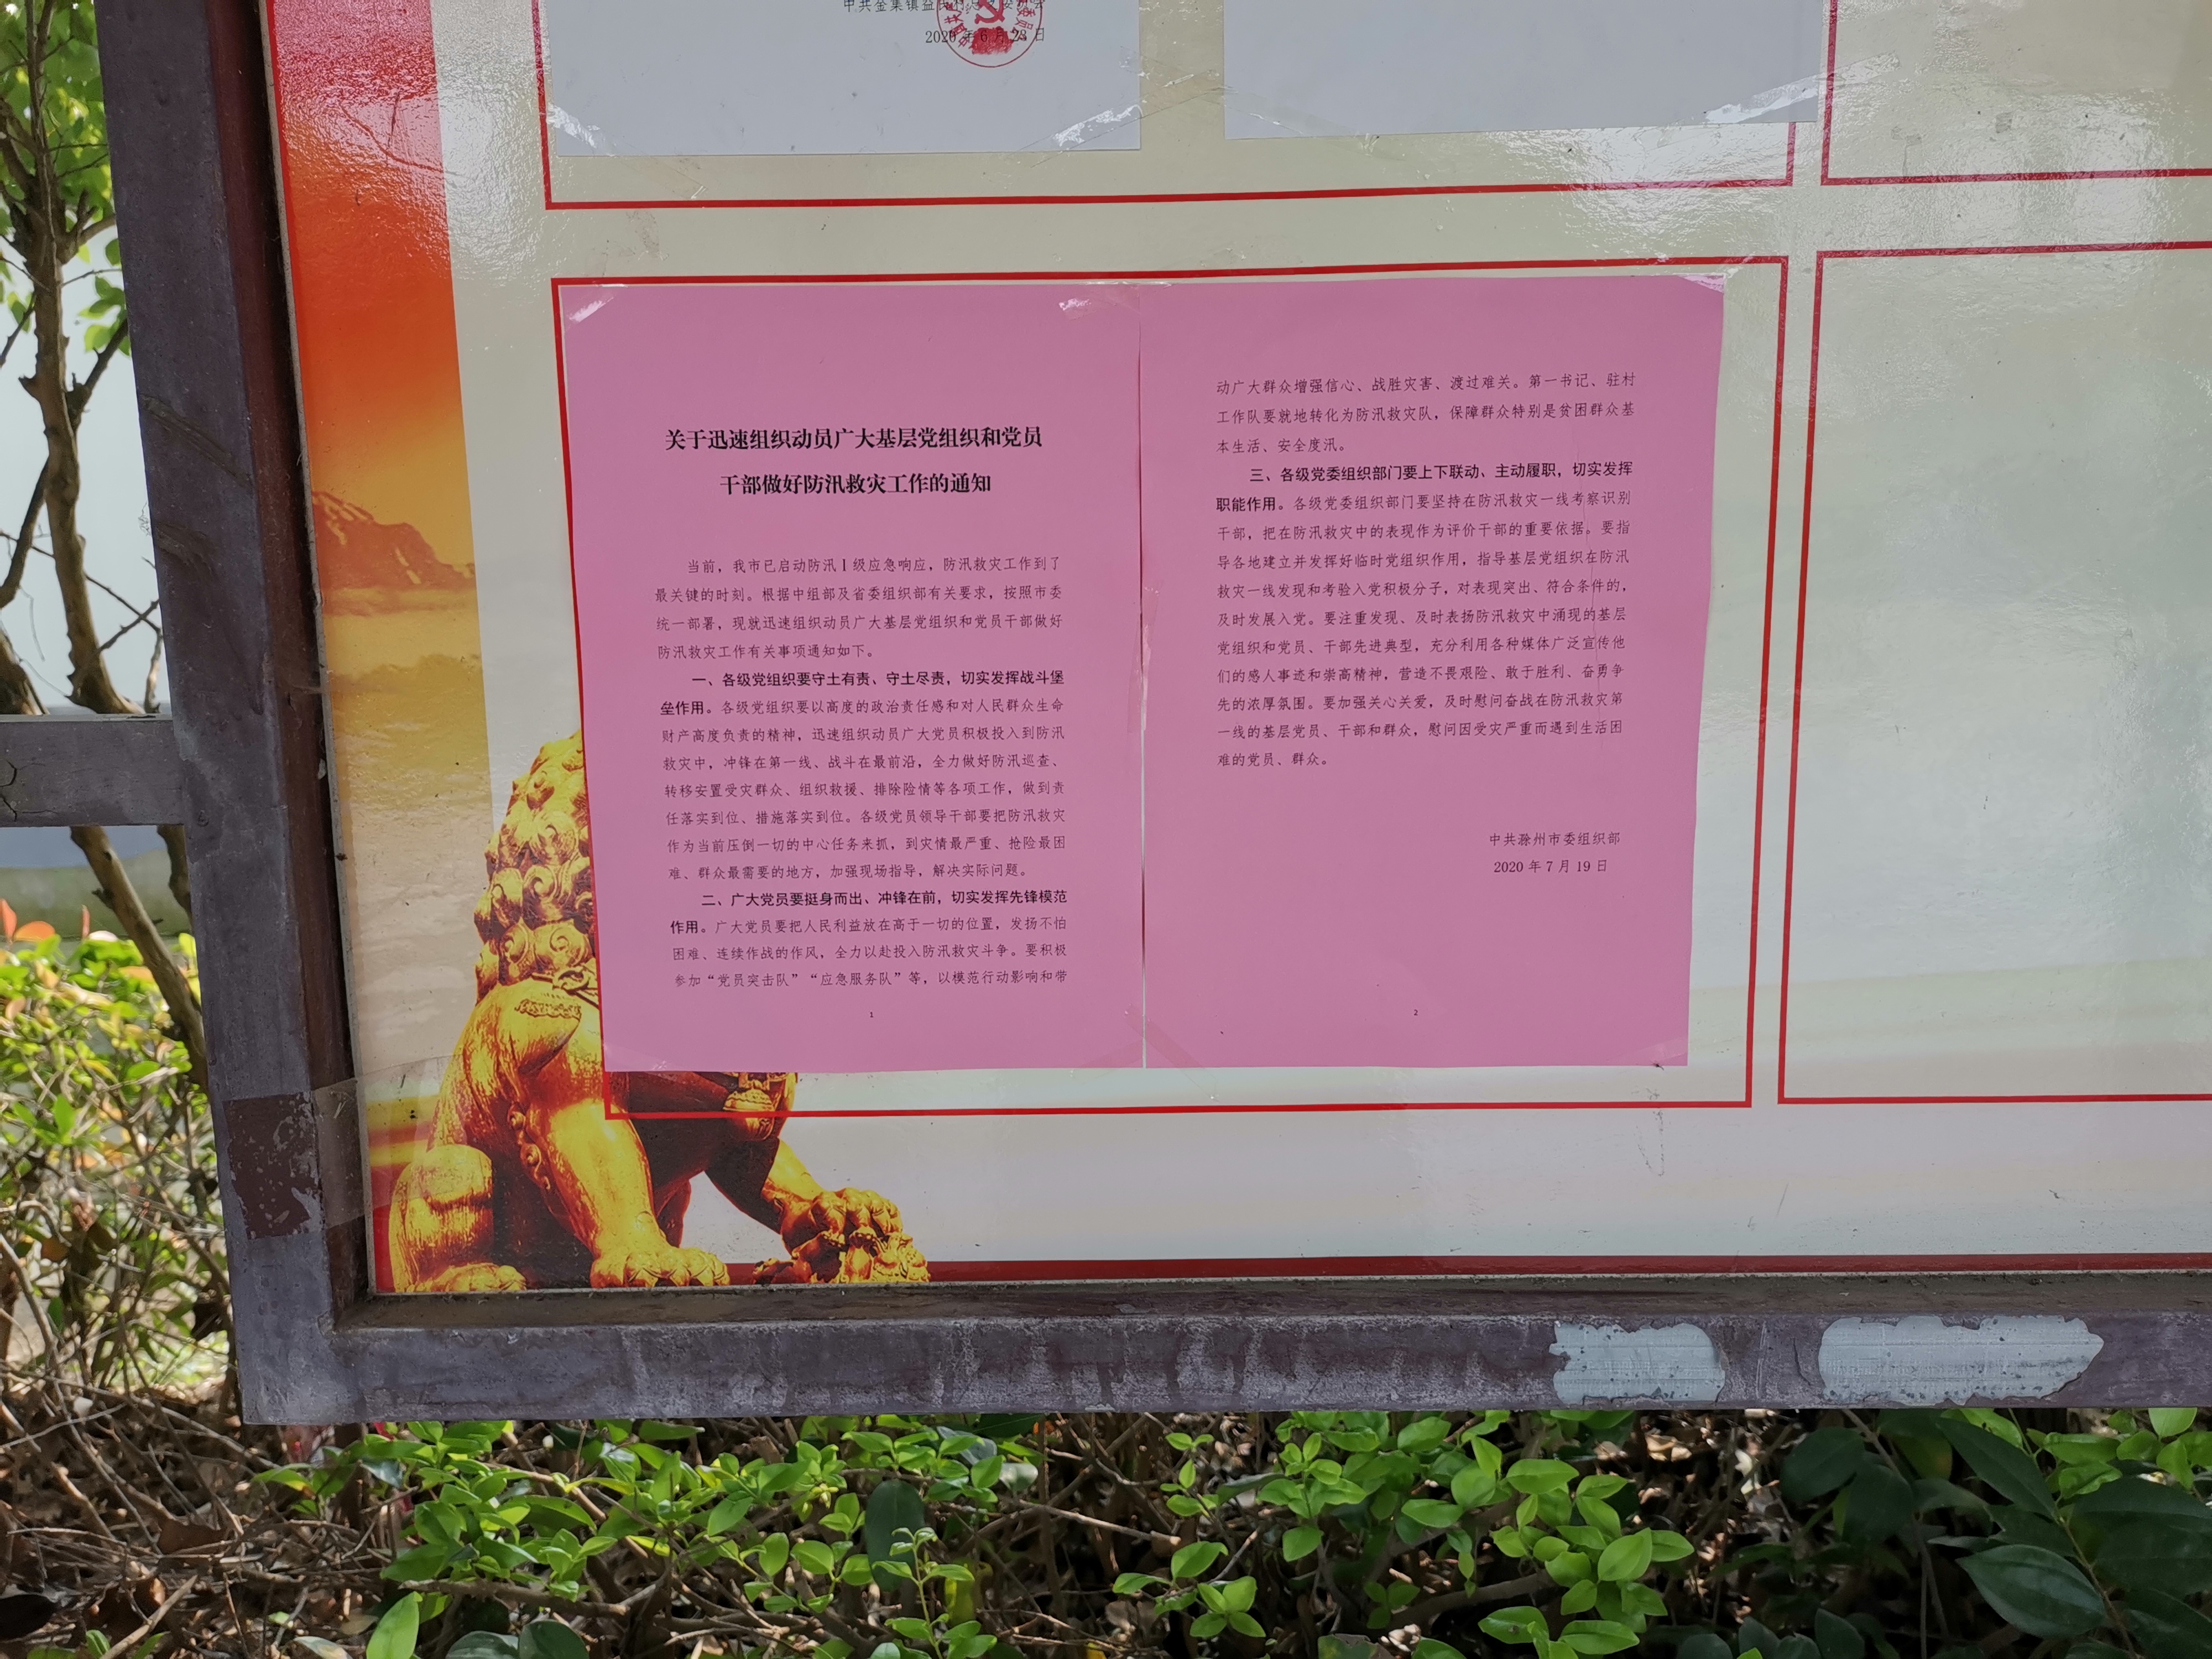 中共金集镇益民村总支委员会
2020年6月23日
关于迅速组织动员广大基层党组织和党员
干部做好防汛救灾工作的通知
当前，我市已启动防汛Ⅰ级应急响应，防汛救灾工作到了
最关键的时刻。根据中组部及省委组织部有关要求，按照市委
统一部署，现就迅速组织动员广大基层党组织和党员干部做好
防汛救灾工作有关事项通知如下。
一、各级党组织要守土有责、守土尽责，切实发挥战斗堡
垒作用。各级党组织要以高度的政治责任感和对人民群众生命
财产高度负责的精神，迅速组织动员广大党员积极投入到防汛
救灾中，冲锋在第一线、战斗在最前沿，全力做好防汛巡查、
转移安置受灾群众、组织救援、排除险情等各项工作，做到责
任落实到位、措施落实到位。各级党员领导干部要把防汛救灾
作为当前压倒一切的中心任务来抓，到灾情最严重、抢险最困
难、群众最需要的地方，加强现场指导，解决实际问题。
二、广大党员要挺身而出、冲锋在前，切实发挥先锋模范
作用。广大党员要把人民利益放在高于一切的位置，发扬不怕
困难、连续作战的作风，全力以赴投入防汛救灾斗争。要积极
参加“党员突击队”“应急服务队”等，以模范行动影响和带
1
动广大群众增强信心、战胜灾害、渡过难关。第一书记、驻村
工作队要就地转化为防汛救灾队，保障群众特别是贫困群众基
本生活、安全度汛。
三、各级党委组织部门要上下联动、主动履职，切实发挥
职能作用。各级党委组织部门要坚持在防汛救灾一线考察识别
干部，把在防汛救灾中的表现作为评价干部的重要依据。要指
导各地建立并发挥好临时党组织作用，指导基层党组织在防汛
救灾一线发现和考验入党积极分子，对表现突出、符合条件的，
及时发展入党。要注重发现、及时表扬防汛救灾中涌现的基层
党组织和党员、干部先进典型，充分利用各种媒体广泛宣传他
们的感人事迹和崇高精神，营造不畏艰险、敢于胜利、奋勇争
先的浓厚氛围。要加强关心关爱，及时慰问奋战在防汛救灾第
一线的基层党员、干部和群众，慰问因受灾严重而遇到生活困
难的党员、群众。
中共滁州市委组织部
2020年7月19日
2